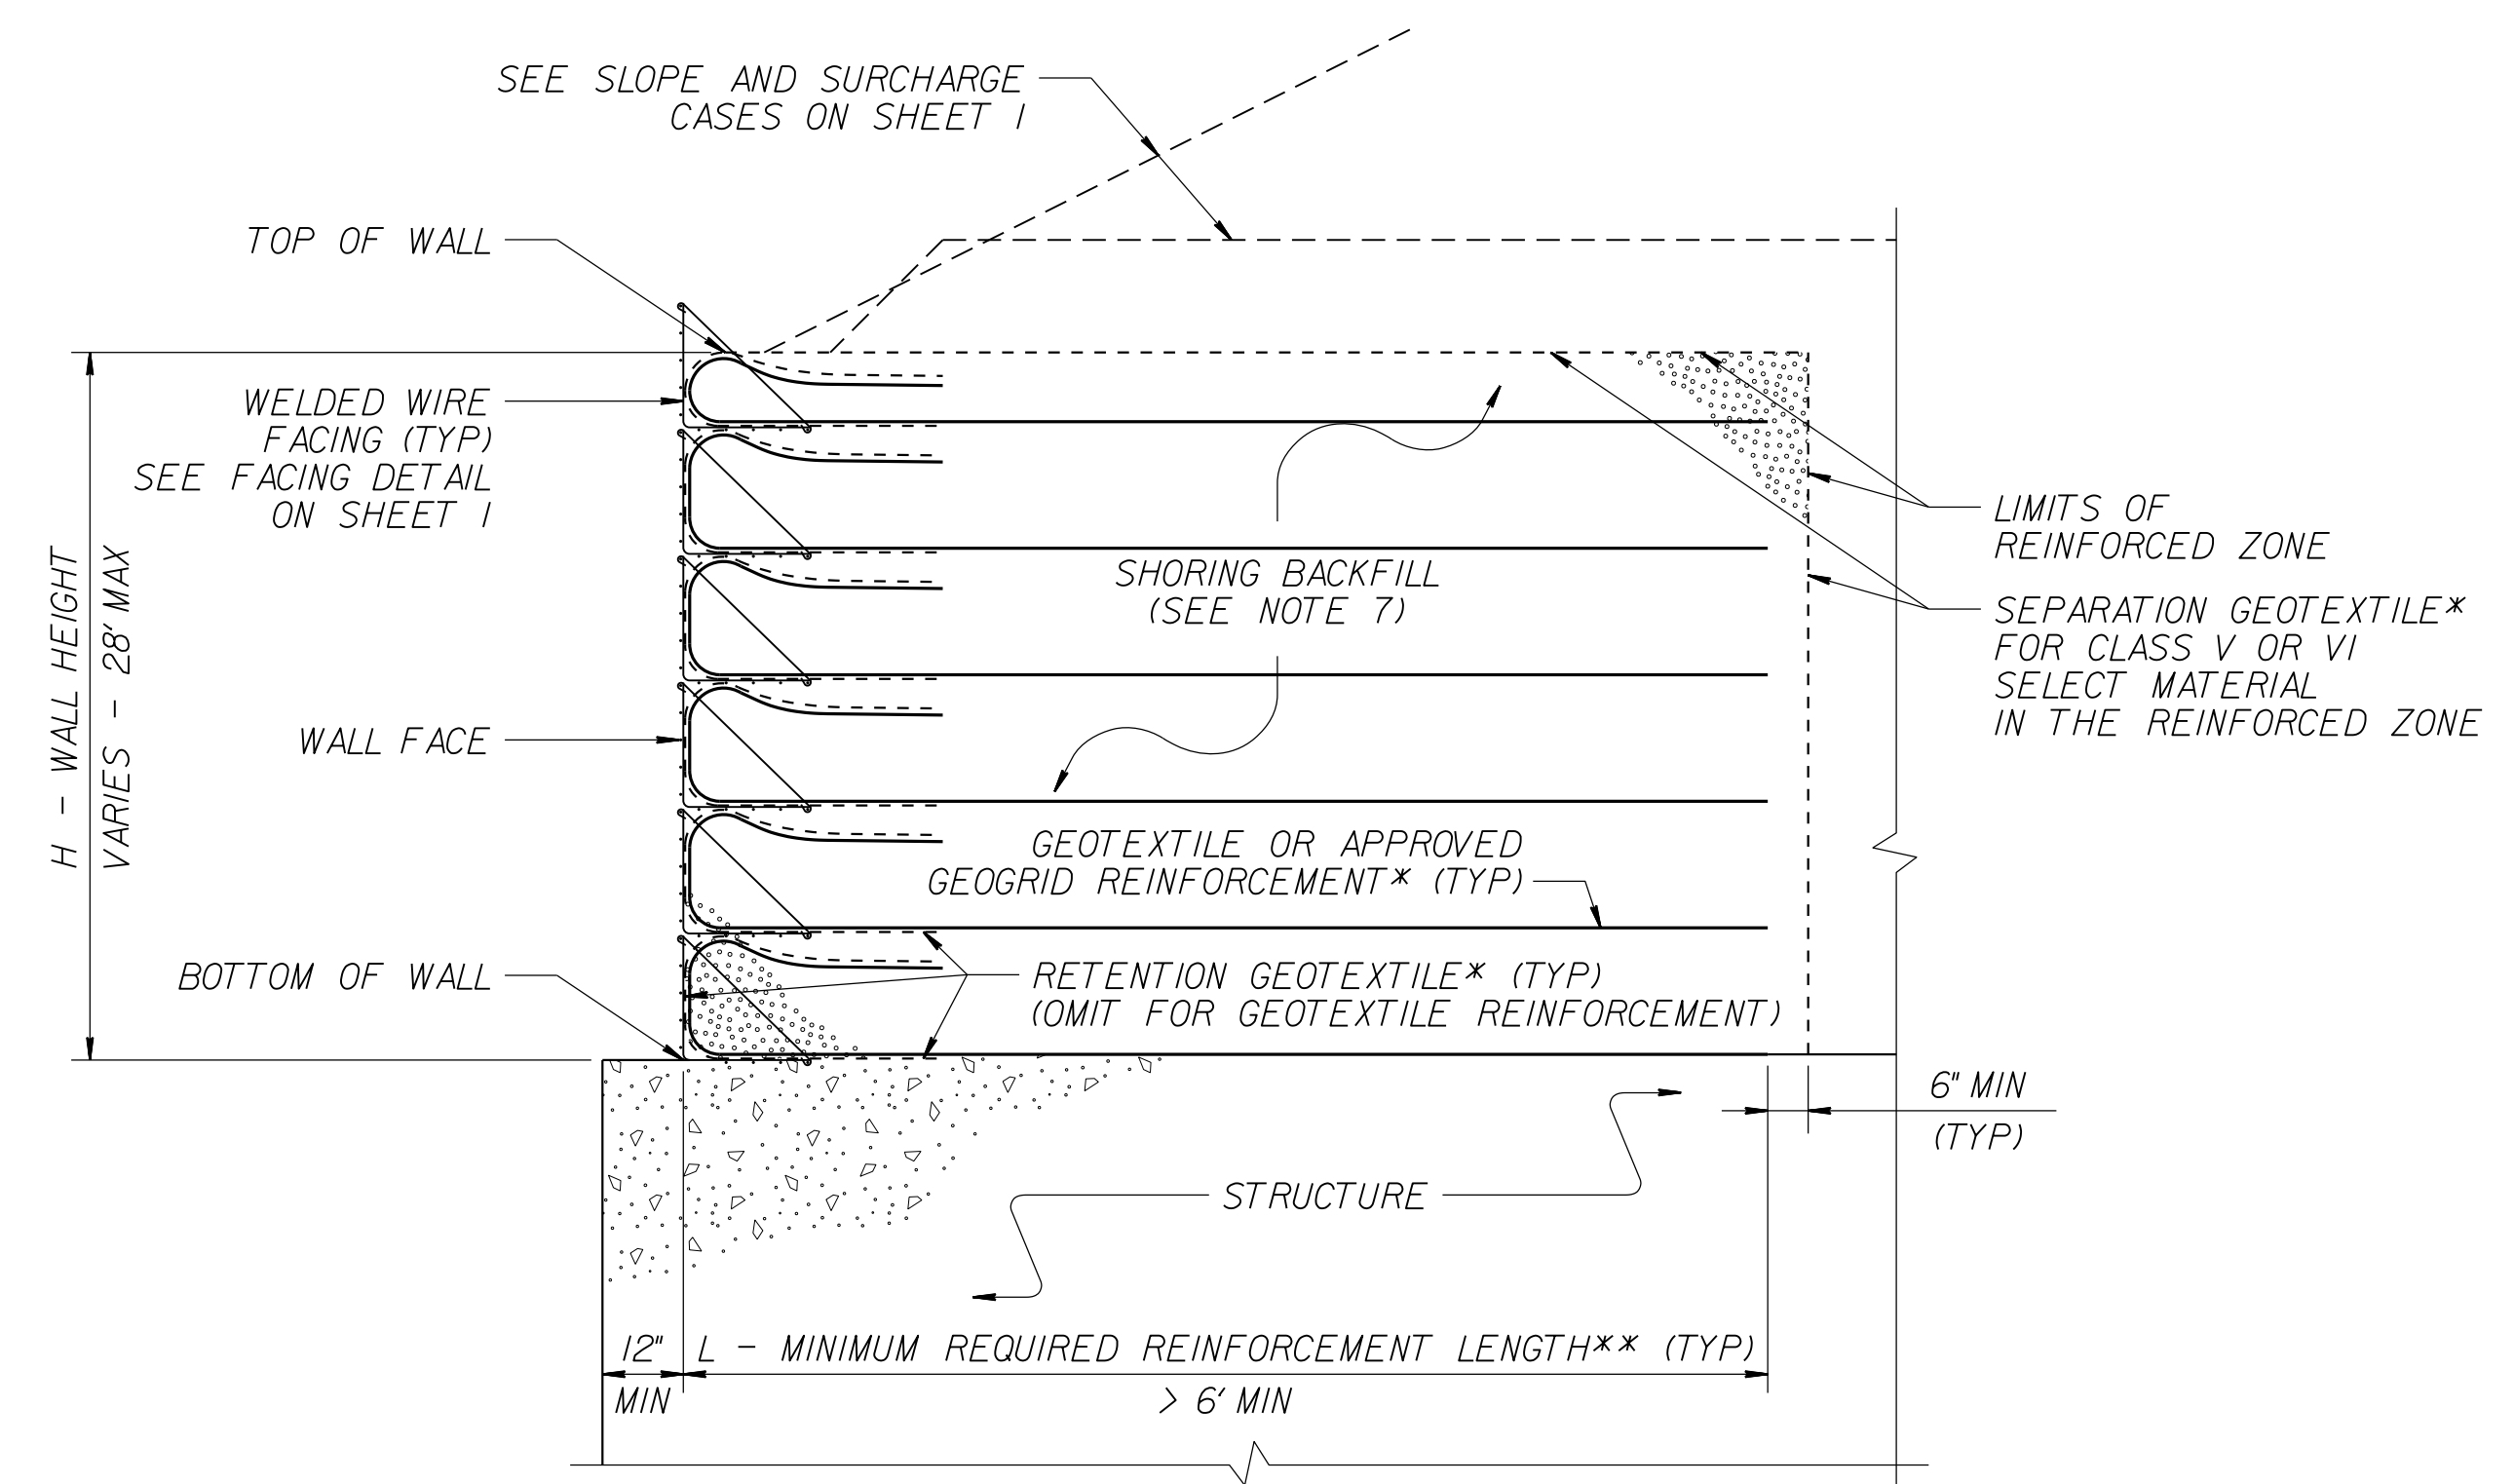 SEE SLOPE AND SURCHARGE
CASES ON SHEET 1
TOP OF WALL
WELDED WIRE
FACING (TYP)
SEE FACING DETAIL
ON SHEET 1
H - WALL HEIGHT
VARIES - 28' MAX
LIMITS OF
REINFORCED ZONE
SHORING BACKFILL
(SEE NOTE 7)
SEPARATION GEOTEXTILE*
FOR CLASS V OR VI
SELECT MATERIAL
IN THE REINFORCED ZONE
WALL FACE
GEOTEXTILE OR APPROVED
GEOGRID REINFORCEMENT* (TYP)
BOTTOM OF WALL
RETENTION GEOTEXTILE* (TYP)
(OMIT FOR GEOTEXTILE REINFORCEMENT)
6" MIN
(TYP)
STRUCTURE
12"
MIN
L - MINIMUM REQUIRED REINFORCEMENT LENGTH** (TYP)
> 6' MIN